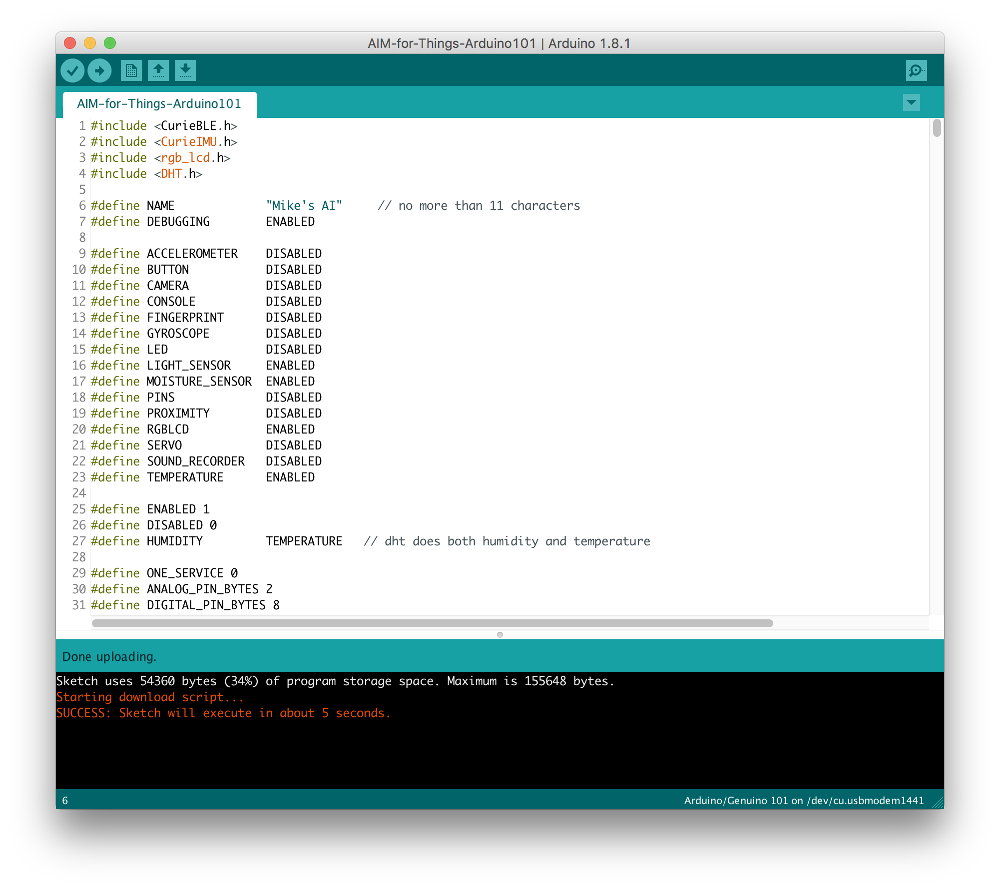 AIM-for-Things-Arduino101 | Arduino 1.8.1
AIM-for-Things-Arduino101
1 #include <CurieBLE.h>
2 #include <CurieIMU.h>
3 #include <rgb_lcd.h>
4 #include <DHT.h>
5
6 #define NAME             "Mike's AI"     // no more than 11 characters
7 #define DEBUGGING        ENABLED
8
9 #define ACCELEROMETER    DISABLED
10 #define BUTTON           DISABLED
11 #define CAMERA           DISABLED
12 #define CONSOLE          DISABLED
13 #define FINGERPRINT      DISABLED
14 #define GYROSCOPE        DISABLED
15 #define LED              DISABLED
16 #define LIGHT_SENSOR     ENABLED
17 #define MOISTURE_SENSOR  ENABLED
18 #define PINS             DISABLED
19 #define PROXIMITY        DISABLED
20 #define RGBLCD           ENABLED
21 #define SERVO            DISABLED
22 #define SOUND_RECORDER   DISABLED
23 #define TEMPERATURE      ENABLED
24
25 #define ENABLED 1
26 #define DISABLED 0
27 #define HUMIDITY         TEMPERATURE   // dht does both humidity and temperature
28
29 #define ONE_SERVICE 0
30 #define ANALOG_PIN_BYTES 2
31 #define DIGITAL_PIN_BYTES 8
Done uploading.
Sketch uses 54360 bytes (34%) of program storage space. Maximum is 155648 bytes.
Starting download script...
SUCCESS: Sketch will execute in about 5 seconds.
6 Arduino/Genuino 101 on /dev/cu.usbmodem1441